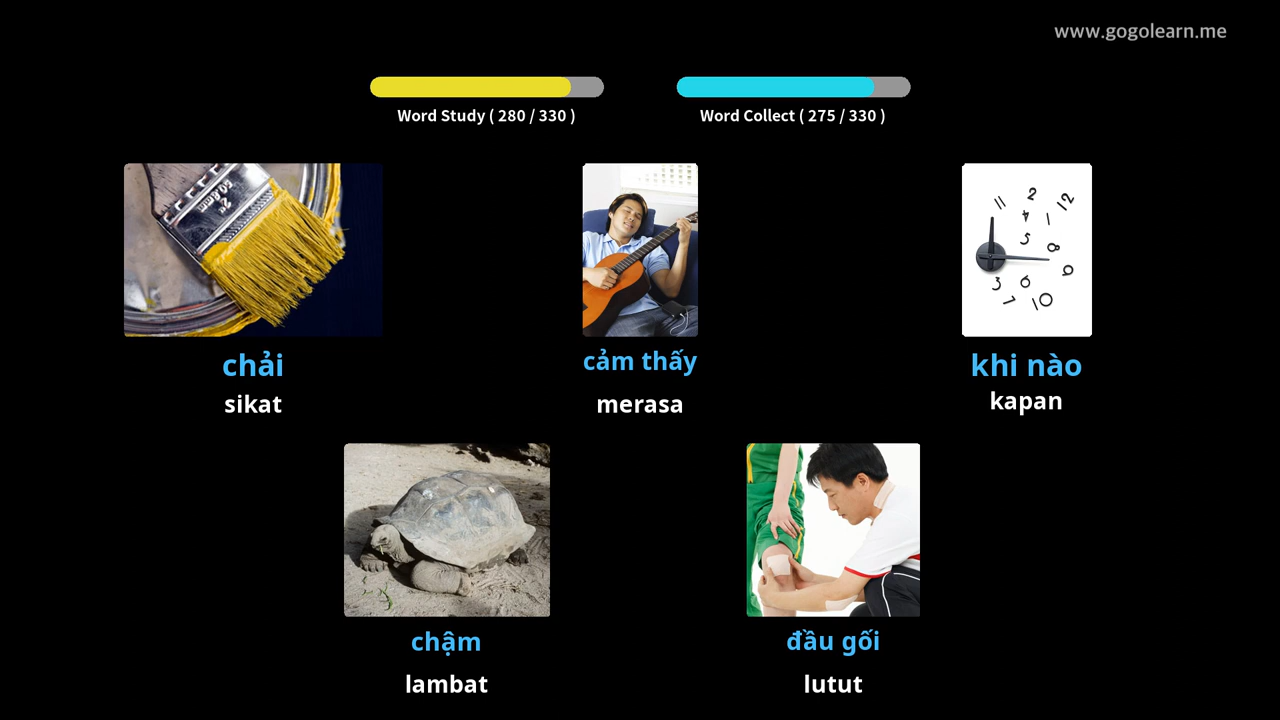 www.gogolearn.me
Word Study ( 280 / 330 )
Word Collect ( 275 / 330 )
chải
cảm thấy
khi nào
sikat
merasa
kapan
chậm
đầu gối
lambat
lutut